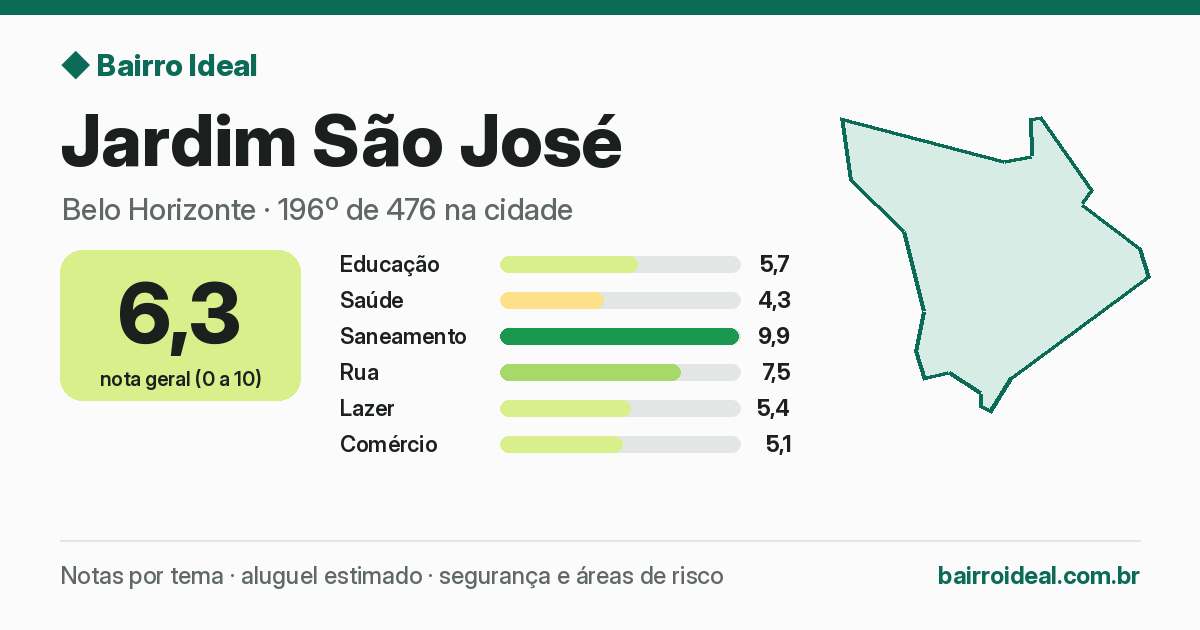 Bairro Ideal
Jardim São José
Belo Horizonte · 196º de 476 na cidade
6,3
nota geral (0 a 10)
Educação 5,7
Saúde 4,3
Saneamento 9,9
Rua 7,5
Lazer 5,4
Comércio 5,1
Notas por tema · aluguel estimado · segurança e áreas de risco
bairroideal.com.br